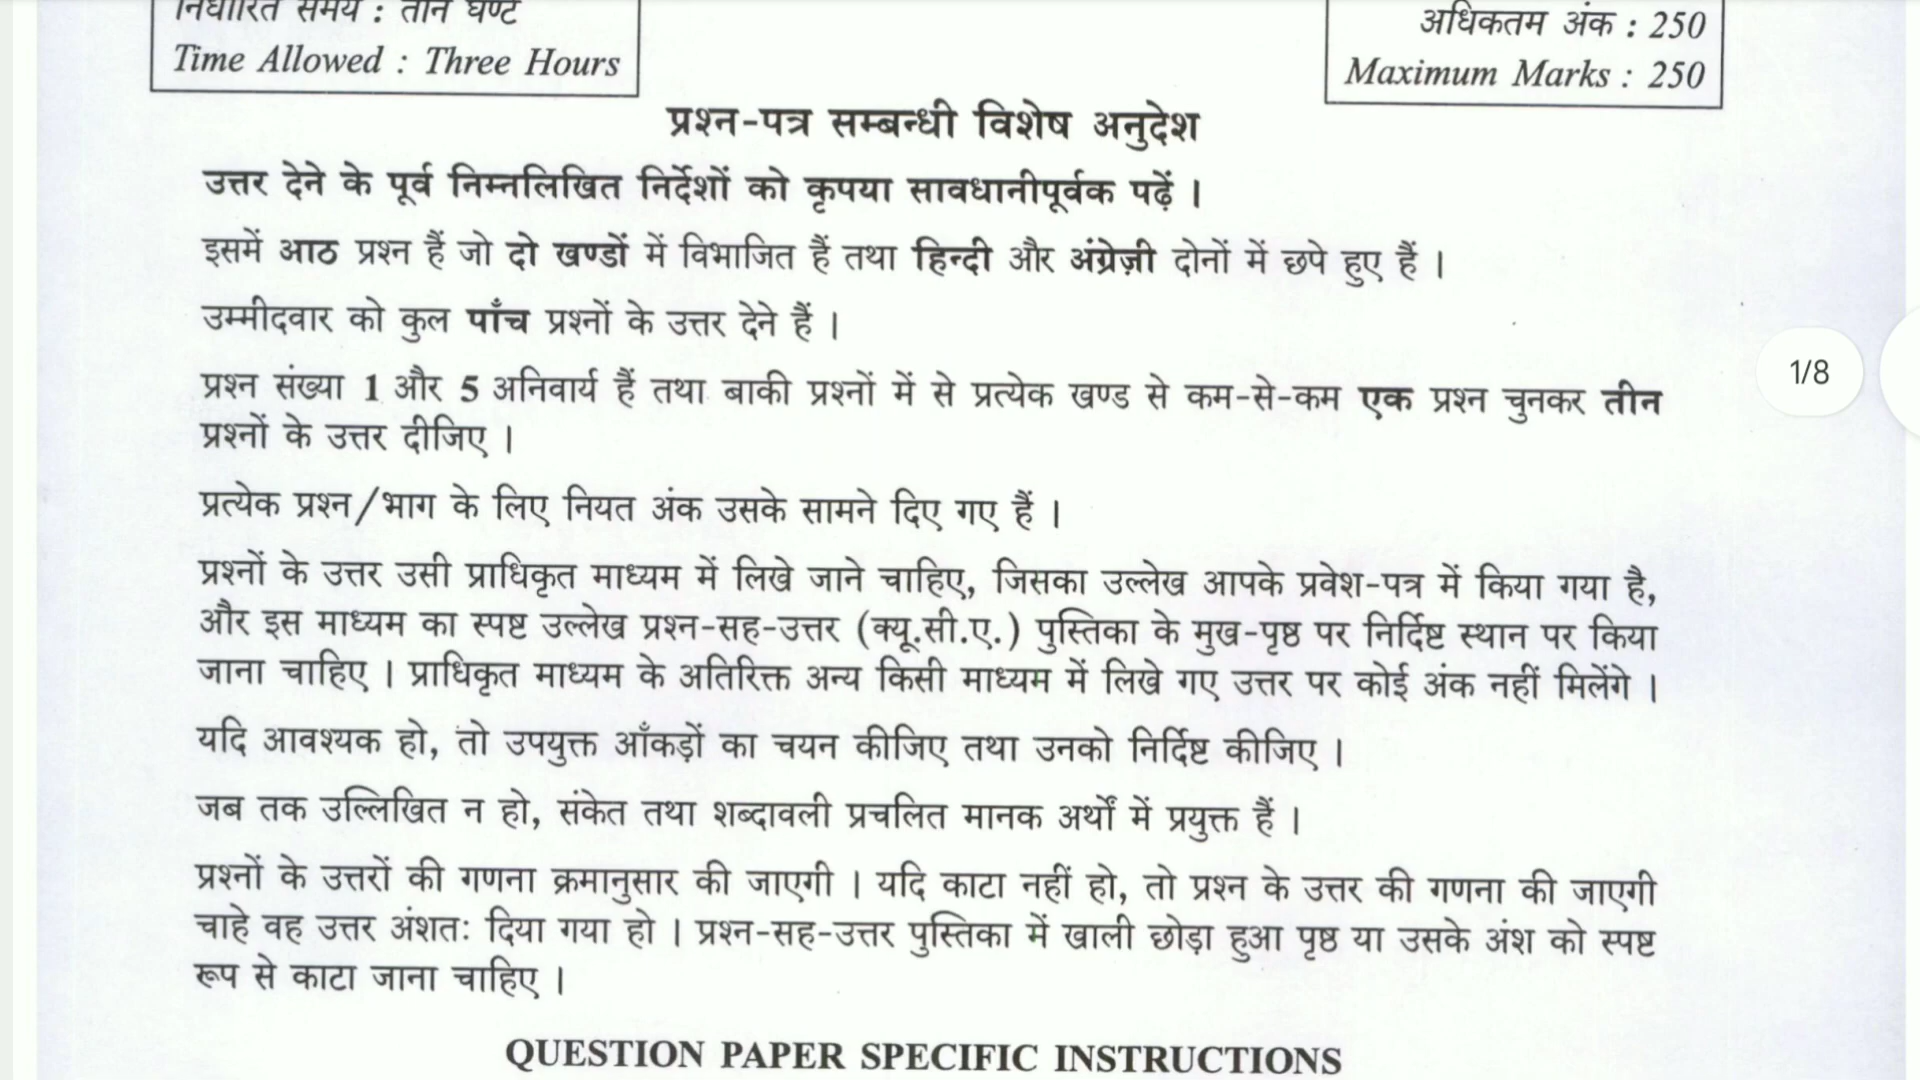 निर्धारित समय : तीन घण्टे
Time Allowed : Three Hours
अधिकतम अंक : 250
Maximum Marks : 250
प्रश्न-पत्र सम्बन्धी विशेष अनुदेश
उत्तर देने के पूर्व निम्नलिखित निर्देशों को कृपया सावधानीपूर्वक पढ़ें ।
इसमें आठ प्रश्न हैं जो दो खण्डों में विभाजित हैं तथा हिन्दी और अंग्रेज़ी दोनों में छपे हुए हैं ।
उम्मीदवार को कुल पाँच प्रश्नों के उत्तर देने हैं ।
प्रश्न संख्या 1 और 5 अनिवार्य हैं तथा बाकी प्रश्नों में से प्रत्येक खण्ड से कम-से-कम एक प्रश्न चुनकर तीन
प्रश्नों के उत्तर दीजिए ।
1/8
प्रत्येक प्रश्न/भाग के लिए नियत अंक उसके सामने दिए गए हैं ।
प्रश्नों के उत्तर उसी प्राधिकृत माध्यम में लिखे जाने चाहिए, जिसका उल्लेख आपके प्रवेश-पत्र में किया गया है,
और इस माध्यम का स्पष्ट उल्लेख प्रश्न-सह-उत्तर (क्यू.सी.ए.) पुस्तिका के मुख-पृष्ठ पर निर्दिष्ट स्थान पर किया
जाना चाहिए । प्राधिकृत माध्यम के अतिरिक्त अन्य किसी माध्यम में लिखे गए उत्तर पर कोई अंक नहीं मिलेंगे ।
यदि आवश्यक हो, तो उपयुक्त आँकड़ों का चयन कीजिए तथा उनको निर्दिष्ट कीजिए ।
जब तक उल्लिखित न हो, संकेत तथा शब्दावली प्रचलित मानक अर्थों में प्रयुक्त हैं ।
प्रश्नों के उत्तरों की गणना क्रमानुसार की जाएगी । यदि काटा नहीं हो, तो प्रश्न के उत्तर की गणना की जाएगी
चाहे वह उत्तर अंशतः दिया गया हो । प्रश्न-सह-उत्तर पुस्तिका में खाली छोड़ा हुआ पृष्ठ या उसके अंश को स्पष्ट
रूप से काटा जाना चाहिए ।
QUESTION PAPER SPECIFIC INSTRUCTIONS